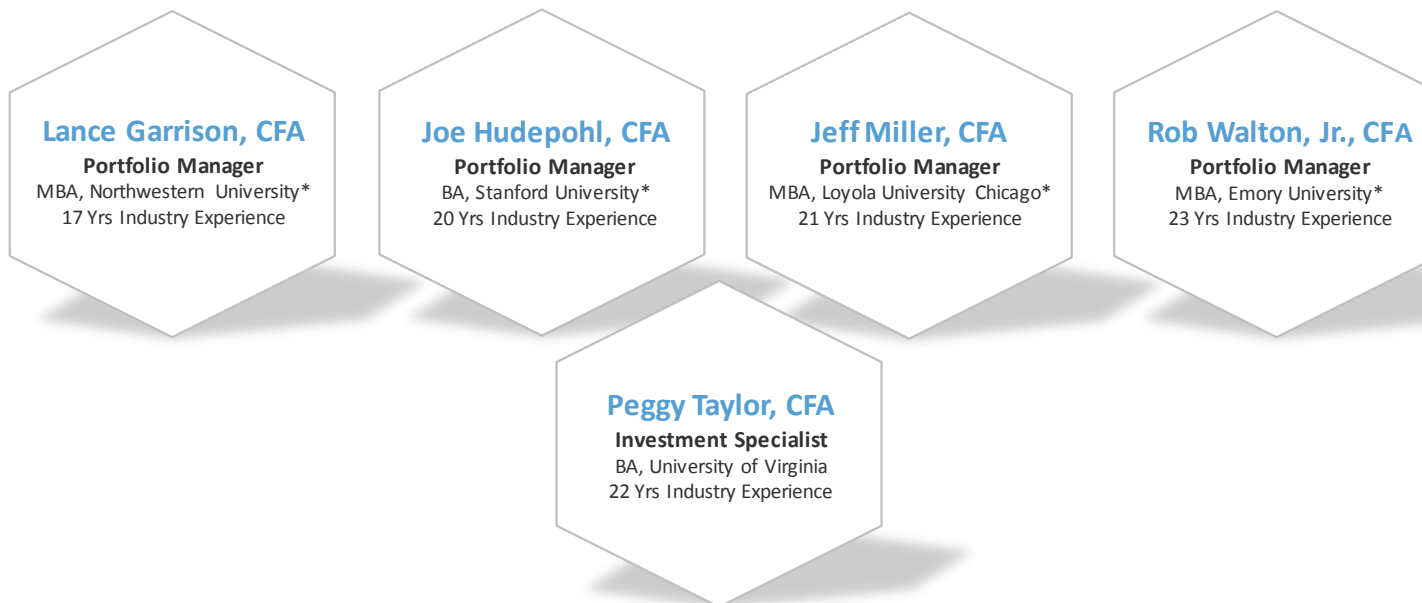 Lance Garrison, CFA
Portfolio Manager
MBA, Northwestern University*
17 Yrs Industry Experience
Joe Hudepohl, CFA
Portfolio Manager
BA, Stanford University*
20 Yrs Industry Experience
Jeff Miller, CFA
Portfolio Manager
MBA, Loyola University Chicago*
21 Yrs Industry Experience
Rob Walton, Jr., CFA
Portfolio Manager
MBA, Emory University*
23 Yrs Industry Experience
Peggy Taylor, CFA
Investment Specialist
BA, University of Virginia
22 Yrs Industry Experience